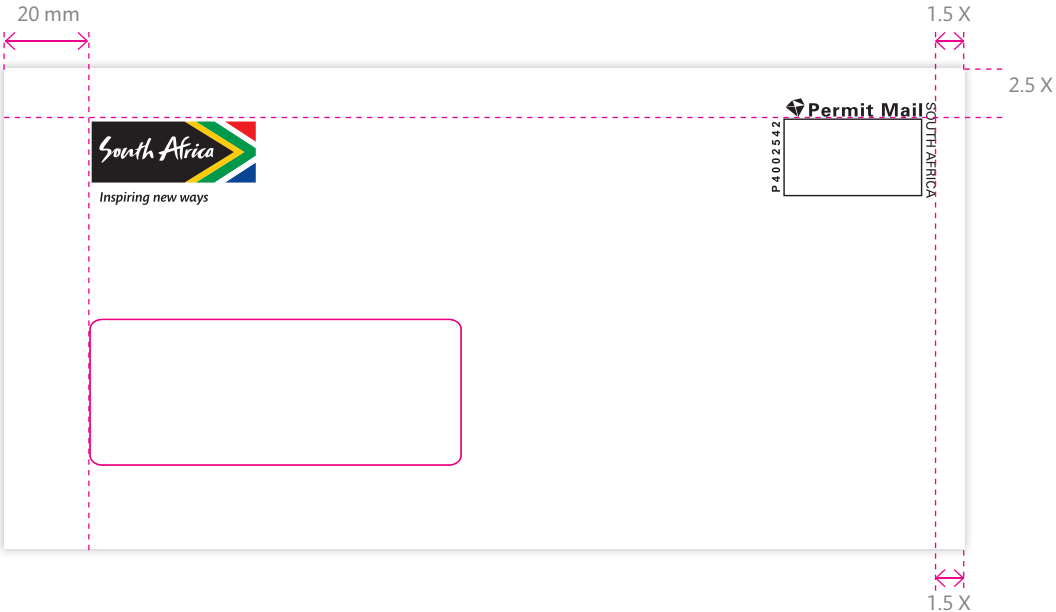 20 mm
1.5 X
2.5 X
Permit Mail
SOUTH AFRICA
P4002542
South Africa
Inspiring new ways
1.5 X